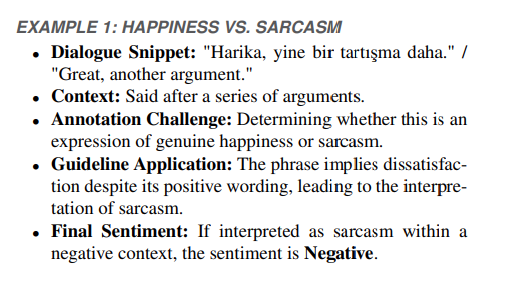 EXAMPLE 1: HAPPINESS VS. SARCASM
• Dialogue Snippet: "Harika, yine bir tartışma daha." /
"Great, another argument."
• Context: Said after a series of arguments.
• Annotation Challenge: Determining whether this is an
expression of genuine happiness or sarcasm.
• Guideline Application: The phrase implies dissatisfac-
tion despite its positive wording, leading to the interpre-
tation of sarcasm.
• Final Sentiment: If interpreted as sarcasm within a
negative context, the sentiment is Negative.